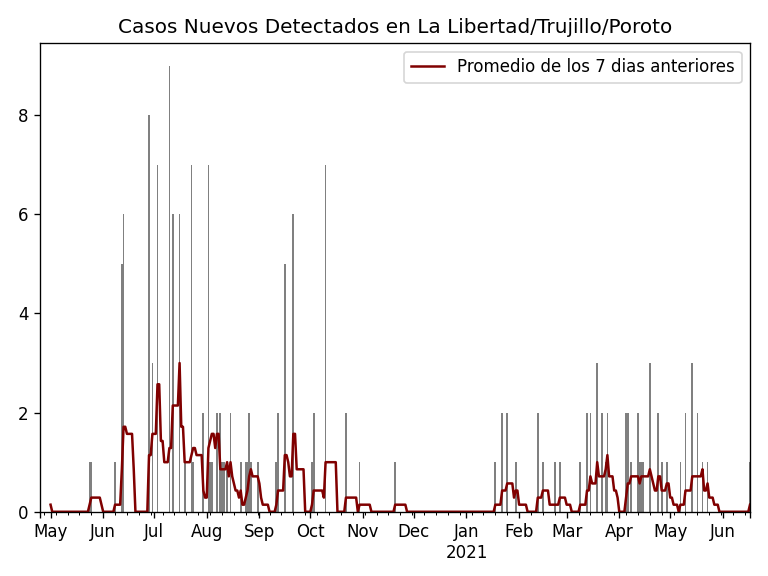 Casos Nuevos Detectados en La Libertad/Trujillo/Poroto
Promedio de los 7 dias anteriores
8
6
4
2
0
May Jun Jul Aug Sep Oct Nov Dec Jan Feb Mar Apr May Jun
2021